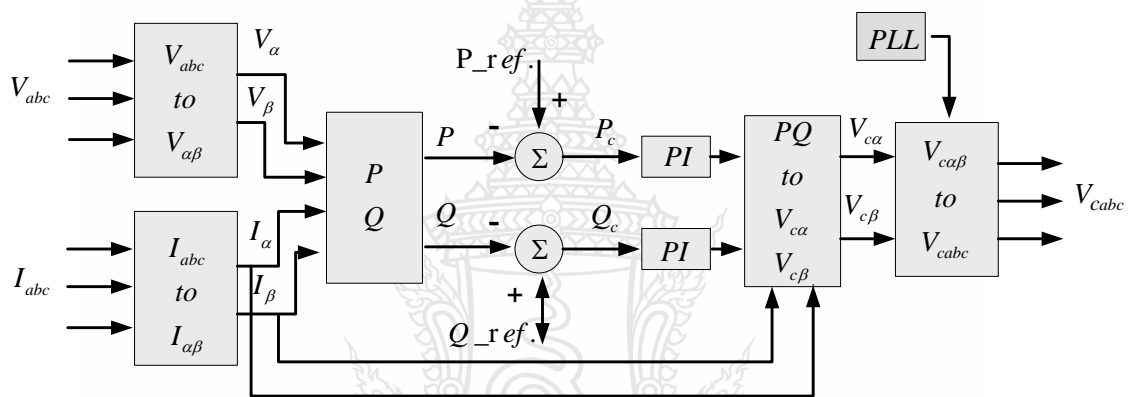 V_abc
V_abc
to
V_αβ
V_α
V_β
I_abc
I_abc
to
I_αβ
I_α
I_β
P
Q
P
Q
-
-
P_ref.
+
Σ
Σ
+
Q_ref.
P_c
Q_c
PI
PI
PQ
to
V_cα
V_cβ
V_cα
V_cβ
PLL
V_cαβ
to
V_cabc
V_cabc